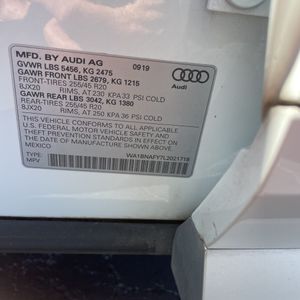 MFD. BY AUDI AG 0919
GVWR LBS 5456, KG 2475
GAWR FRONT LBS 2679, KG 1215
FRONT-TIRES 255/45 R20
8JX20 RIMS, AT 230 KPA 33 PSI COLD
GAWR REAR LBS 3042, KG 1380
REAR-TIRES 255/45 R20
8JX20 RIMS, AT 250 KPA 36 PSI COLD
Audi
THIS VEHICLE CONFORMS TO ALL APPLICABLE
U.S. FEDERAL MOTOR VEHICLE SAFETY AND
THEFT PREVENTION STANDARDS IN EFFECT ON
THE DATE OF MANUFACTURE SHOWN ABOVE
MEXICO
TYPE: WA1BNAFY7L2021718
MPV